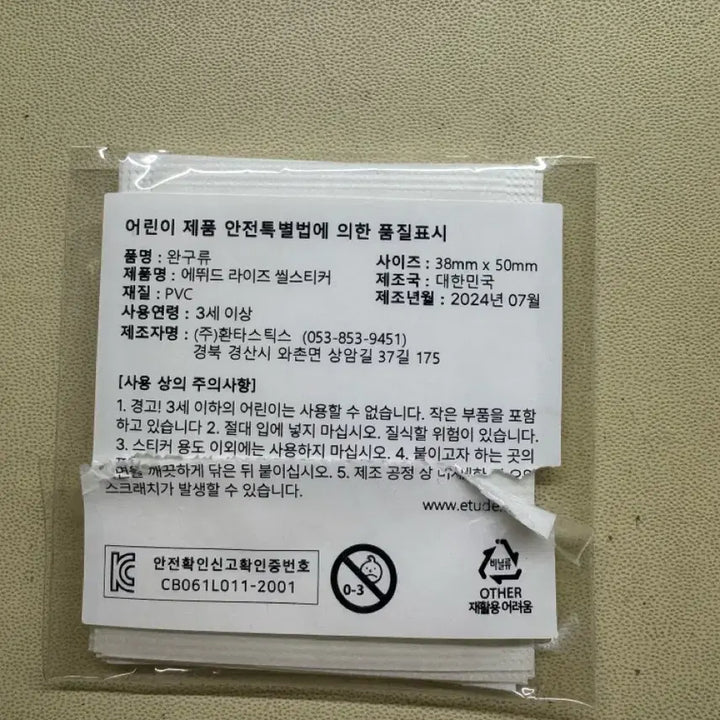 어린이 제품 안전특별법에 의한 품질표시
품명 : 완구류
제품명 : 에뛰드 라이즈 씰스티커
재질 : PVC
사용연령 : 3세 이상
사이즈 : 38mm x 50mm
제조국 : 대한민국
제조년월 : 2024년 07월
제조자명 : (주)환타스틱스 (053-853-9451)
경북 경산시 와촌면 상암길 37길 175
[사용 상의 주의사항]
1. 경고! 3세 이하의 어린이는 사용할 수 없습니다. 작은 부품을 포함
하고 있습니다 2. 절대 입에 넣지 마십시오. 질식할 위험이 있습니다.
3. 스티커 용도 이외에는 사용하지 마십시오. 4. 붙이고자 하는 곳의
깨끗하게 닦은 뒤 붙이십시오. 5. 제조 공정 상
스크래치가 발생할 수 있습니다.
www.etude.
안전확인신고확인증번호
CB061L011-2001
KC
0-3
비닐류
OTHER
재활용 어려움